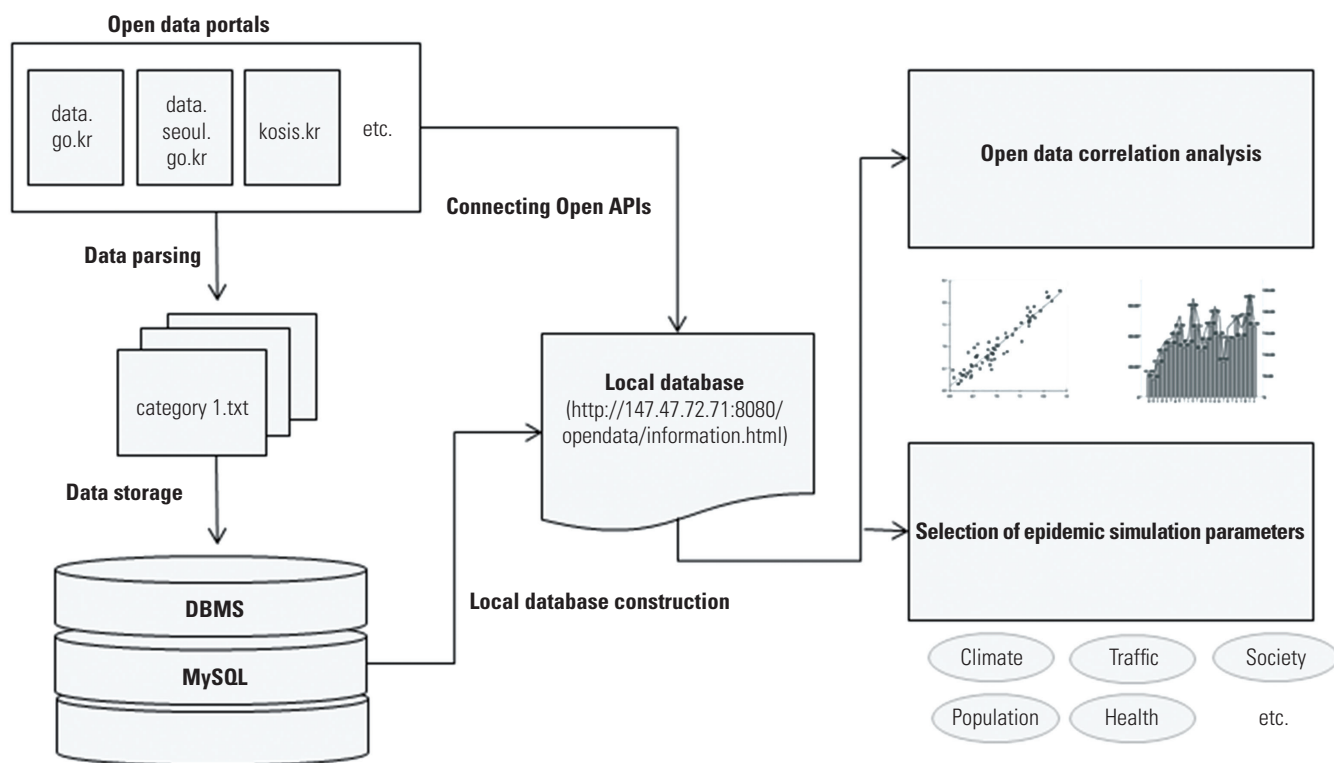 Open data portals
data.
go.kr
data.
seoul.
go.kr
kosis.kr
etc.
Connecting Open APIs
Data parsing
category 1.txt
Data storage
DBMS
MySQL
Local database construction
Local database
(http://147.47.72.71:8080/
opendata/information.html)
Open data correlation analysis
Selection of epidemic simulation parameters
Climate
Traffic
Society
Population
Health
etc.